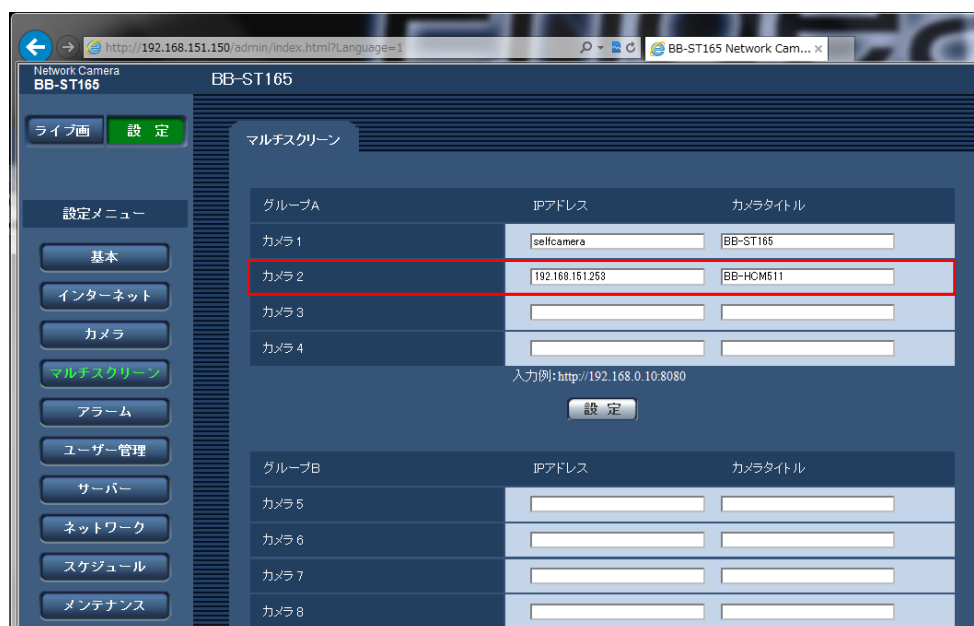 http://192.168.151.150/admin/index.html?Language=1
BB-ST165 Network Cam... ×
Network Camera
BB-ST165
BB-ST165
ライブ画
設 定
マルチスクリーン
設定メニュー
基本
インターネット
カメラ
マルチスクリーン
アラーム
ユーザー管理
サーバー
ネットワーク
スケジュール
メンテナンス
グループA IPアドレス カメラタイトル
カメラ1 selfcamera BB-ST165
カメラ2 192.168.151.253 BB-HCM511
カメラ3
カメラ4
入力例:http://192.168.0.10:8080
設 定
グループB IPアドレス カメラタイトル
カメラ5
カメラ6
カメラ7
カメラ8